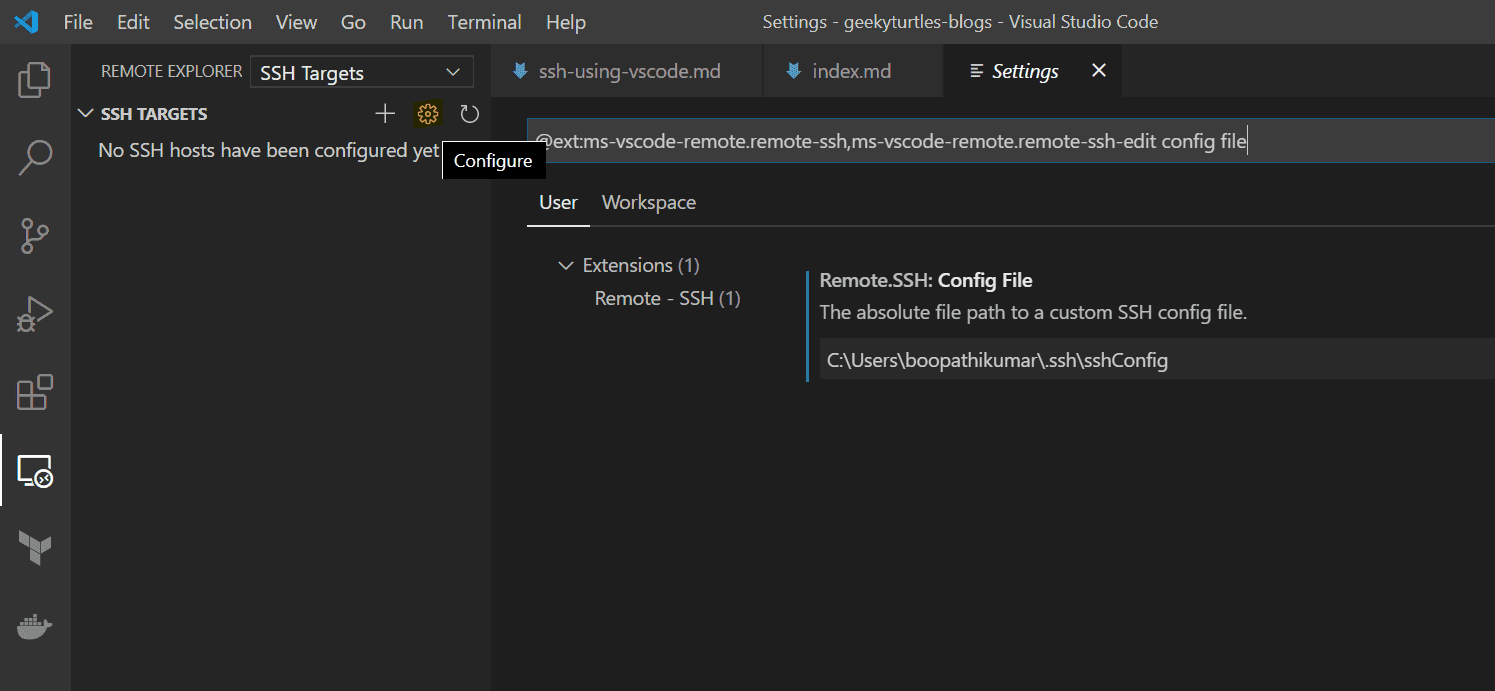 File Edit Selection View Go Run Terminal Help Settings - geekyturtles-blogs - Visual Studio Code
REMOTE EXPLORER SSH Targets
ssh-using-vscode.md index.md Settings
SSH TARGETS
No SSH hosts have been configured yet
Configure
@ext:ms-vscode-remote.remote-ssh,ms-vscode-remote.remote-ssh-edit config file
User Workspace
Extensions (1)
Remote - SSH (1)
Remote.SSH: Config File
The absolute file path to a custom SSH config file.
C:\Users\boopathikumar\.ssh\sshConfig